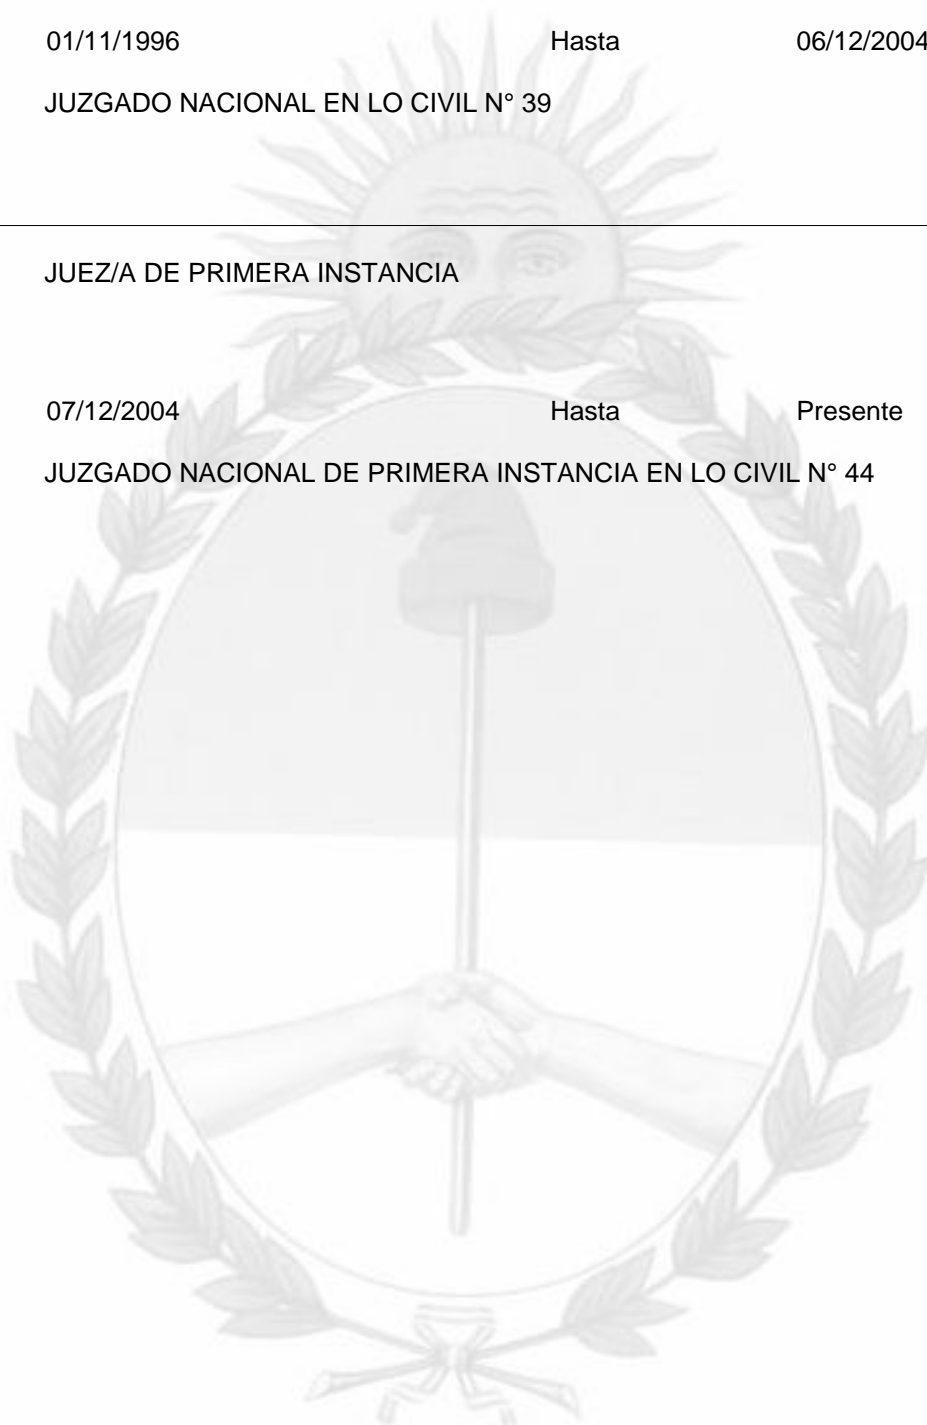 01/11/1996 Hasta 06/12/2004
JUZGADO NACIONAL EN LO CIVIL N° 39
JUEZ/A DE PRIMERA INSTANCIA
07/12/2004 Hasta Presente
JUZGADO NACIONAL DE PRIMERA INSTANCIA EN LO CIVIL N° 44